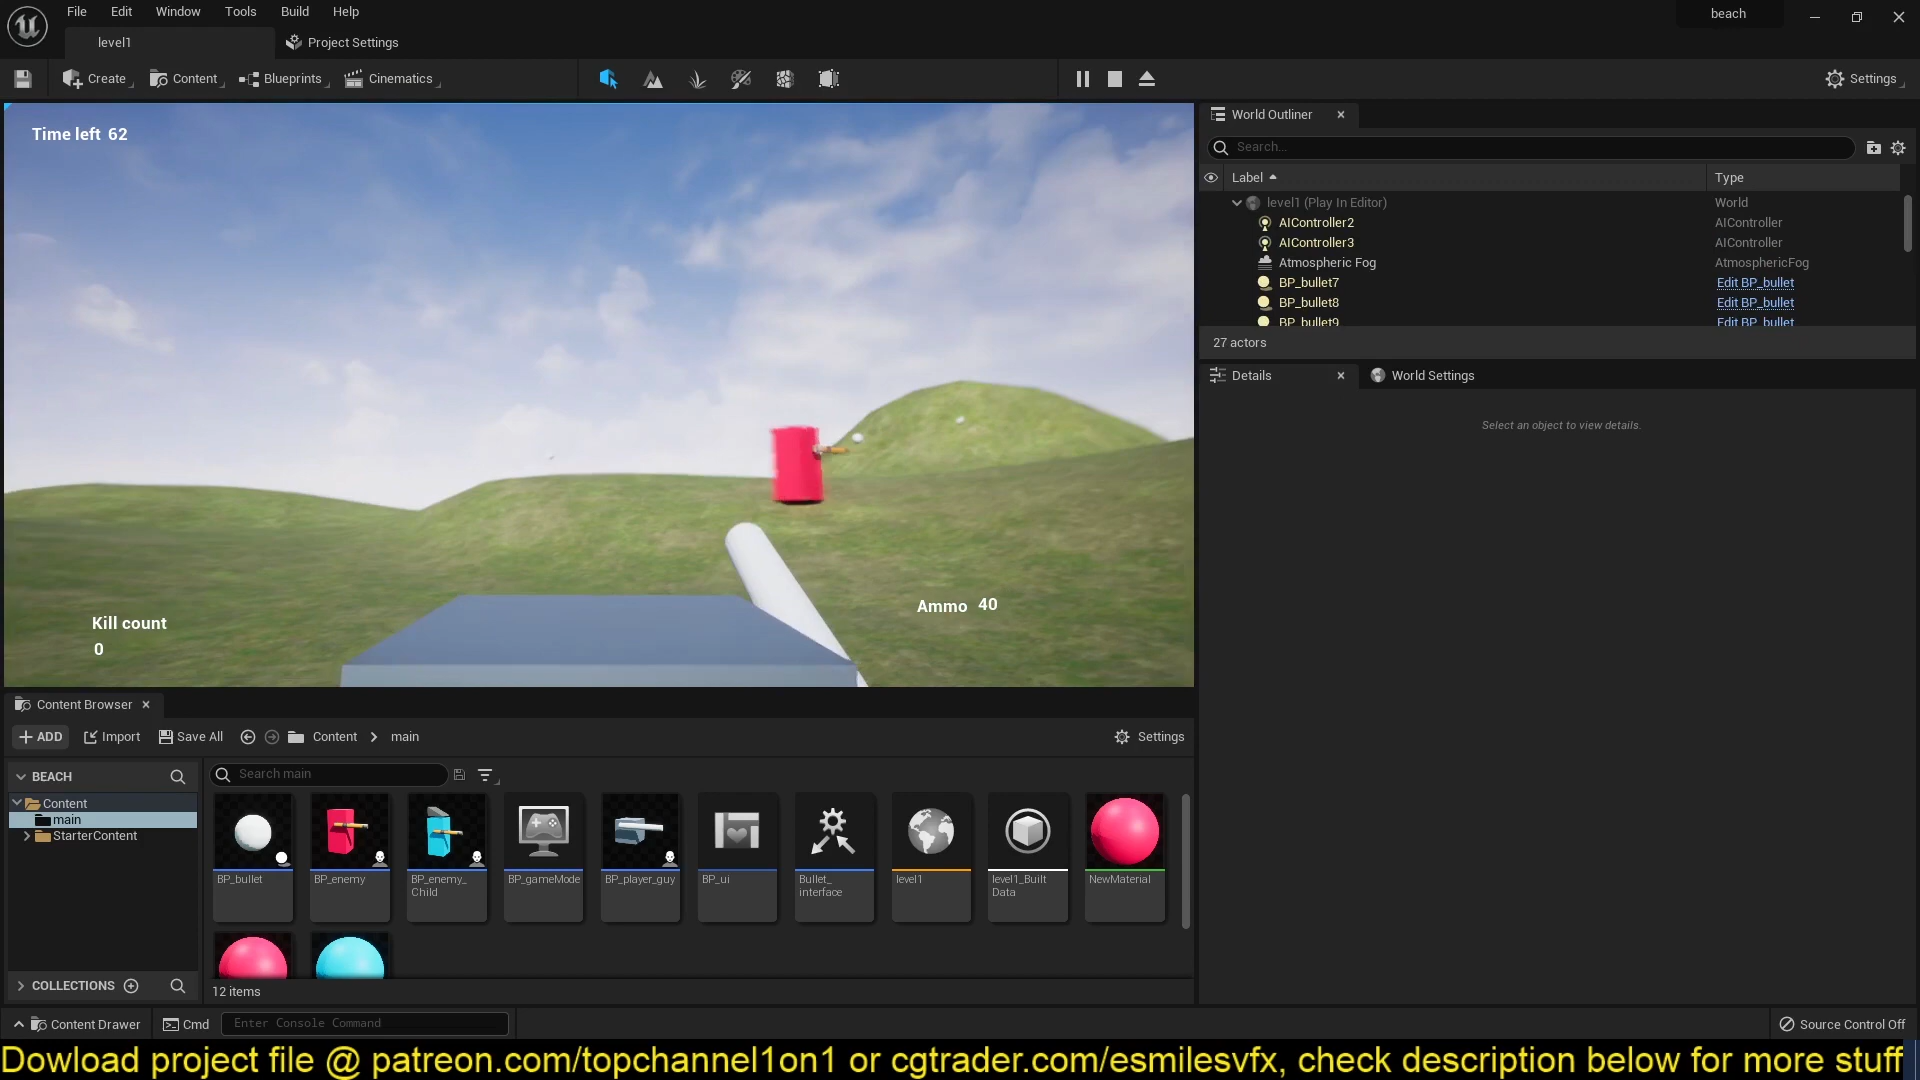 File Edit Window Tools Build Help
beach
level1
Project Settings
Create Content Blueprints Cinematics
Settings
Time left 62
Kill count
0
Ammo 40
World Outliner
Search...
Label Type
level1 (Play In Editor) World
AIController2 AIController
AIController3 AIController
Atmospheric Fog AtmosphericFog
BP_bullet7 Edit BP_bullet
BP_bullet8 Edit BP_bullet
BP_bullet9 Edit BP_bullet
27 actors
Details World Settings
Select an object to view details.
Content Browser
ADD Import Save All Content main Settings
BEACH
Search main
Content
main
StarterContent
BP_bullet
BP_enemy
BP_enemy_
Child
BP_gameMode
BP_player_guy
BP_ui
Bullet_
interface
level1
level1_Built
Data
NewMaterial
COLLECTIONS
12 items
Content Drawer Cmd Enter Console Command
Source Control Off
Dowload project file @ patreon.com/topchannel1on1 or cgtrader.com/esmilesvfx, check description below for more stuff